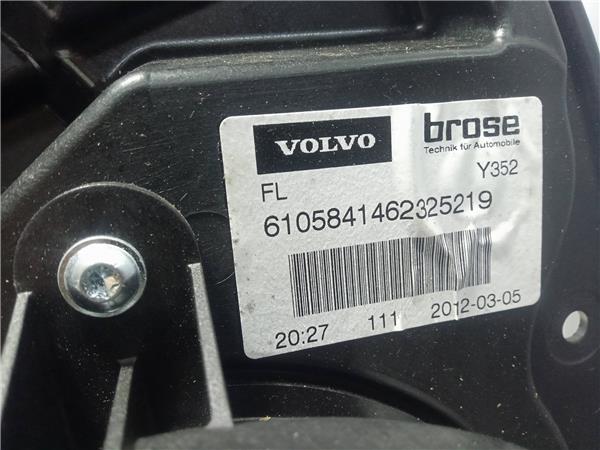 VOLVO
brose
Technik für Automobile
Y352
FL
6105841462325219
20:27 111 2012-03-05